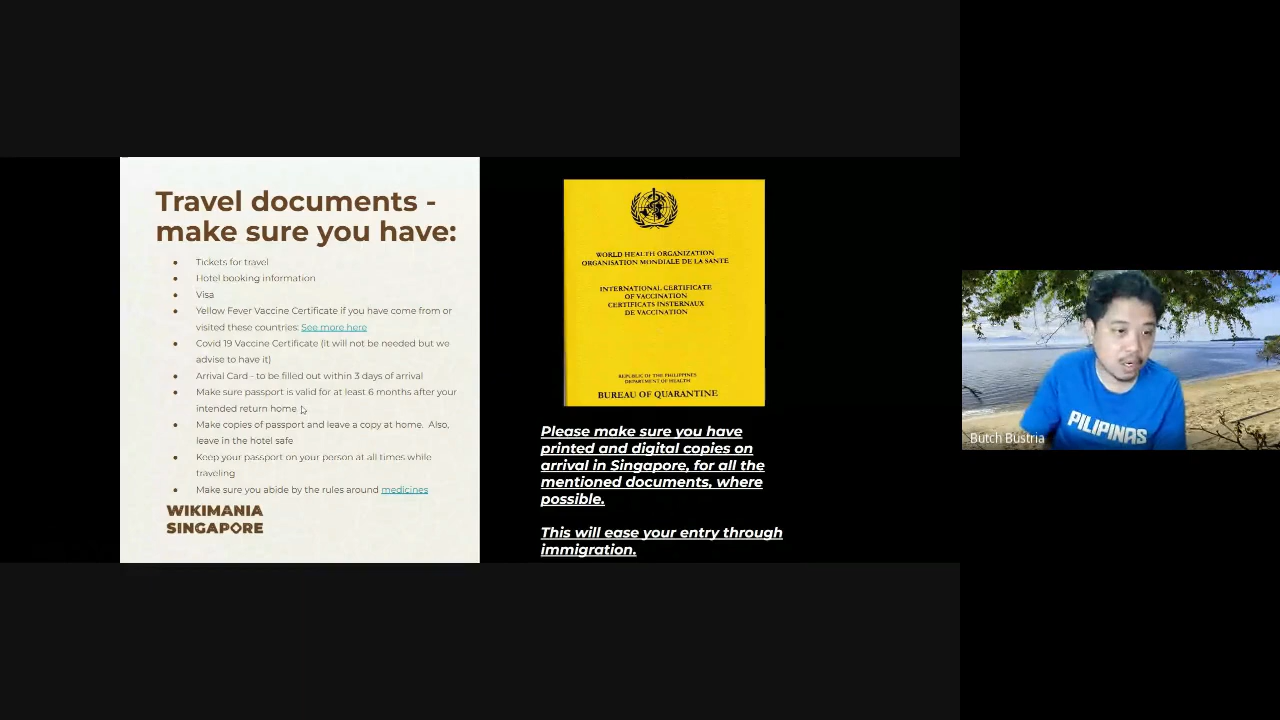 Travel documents -
make sure you have:
● Tickets for travel
● Hotel booking information
● Visa
● Yellow Fever Vaccine Certificate if you have come from or
visited these countries: See more here
● Covid 19 Vaccine Certificate (it will not be needed but we
advise to have it)
● Arrival Card - to be filled out within 3 days of arrival
● Make sure passport is valid for at least 6 months after your
intended return home
● Make copies of passport and leave a copy at home. Also,
leave in the hotel safe
● Keep your passport on your person at all times while
traveling
● Make sure you abide by the rules around medicines
WIKIMANIA
SINGAPORE
WORLD HEALTH ORGANIZATION
ORGANISATION MONDIALE DE LA SANTE
INTERNATIONAL CERTIFICATE
OF VACCINATION
CERTIFICATS INSTERNAUX
DE VACCINATION
REPUBLIC OF THE PHILIPPINES
DEPARTMENT OF HEALTH
BUREAU OF QUARANTINE
Please make sure you have
printed and digital copies on
arrival in Singapore, for all the
mentioned documents, where
possible.
This will ease your entry through
immigration.
PILIPINAS
Butch Bustria